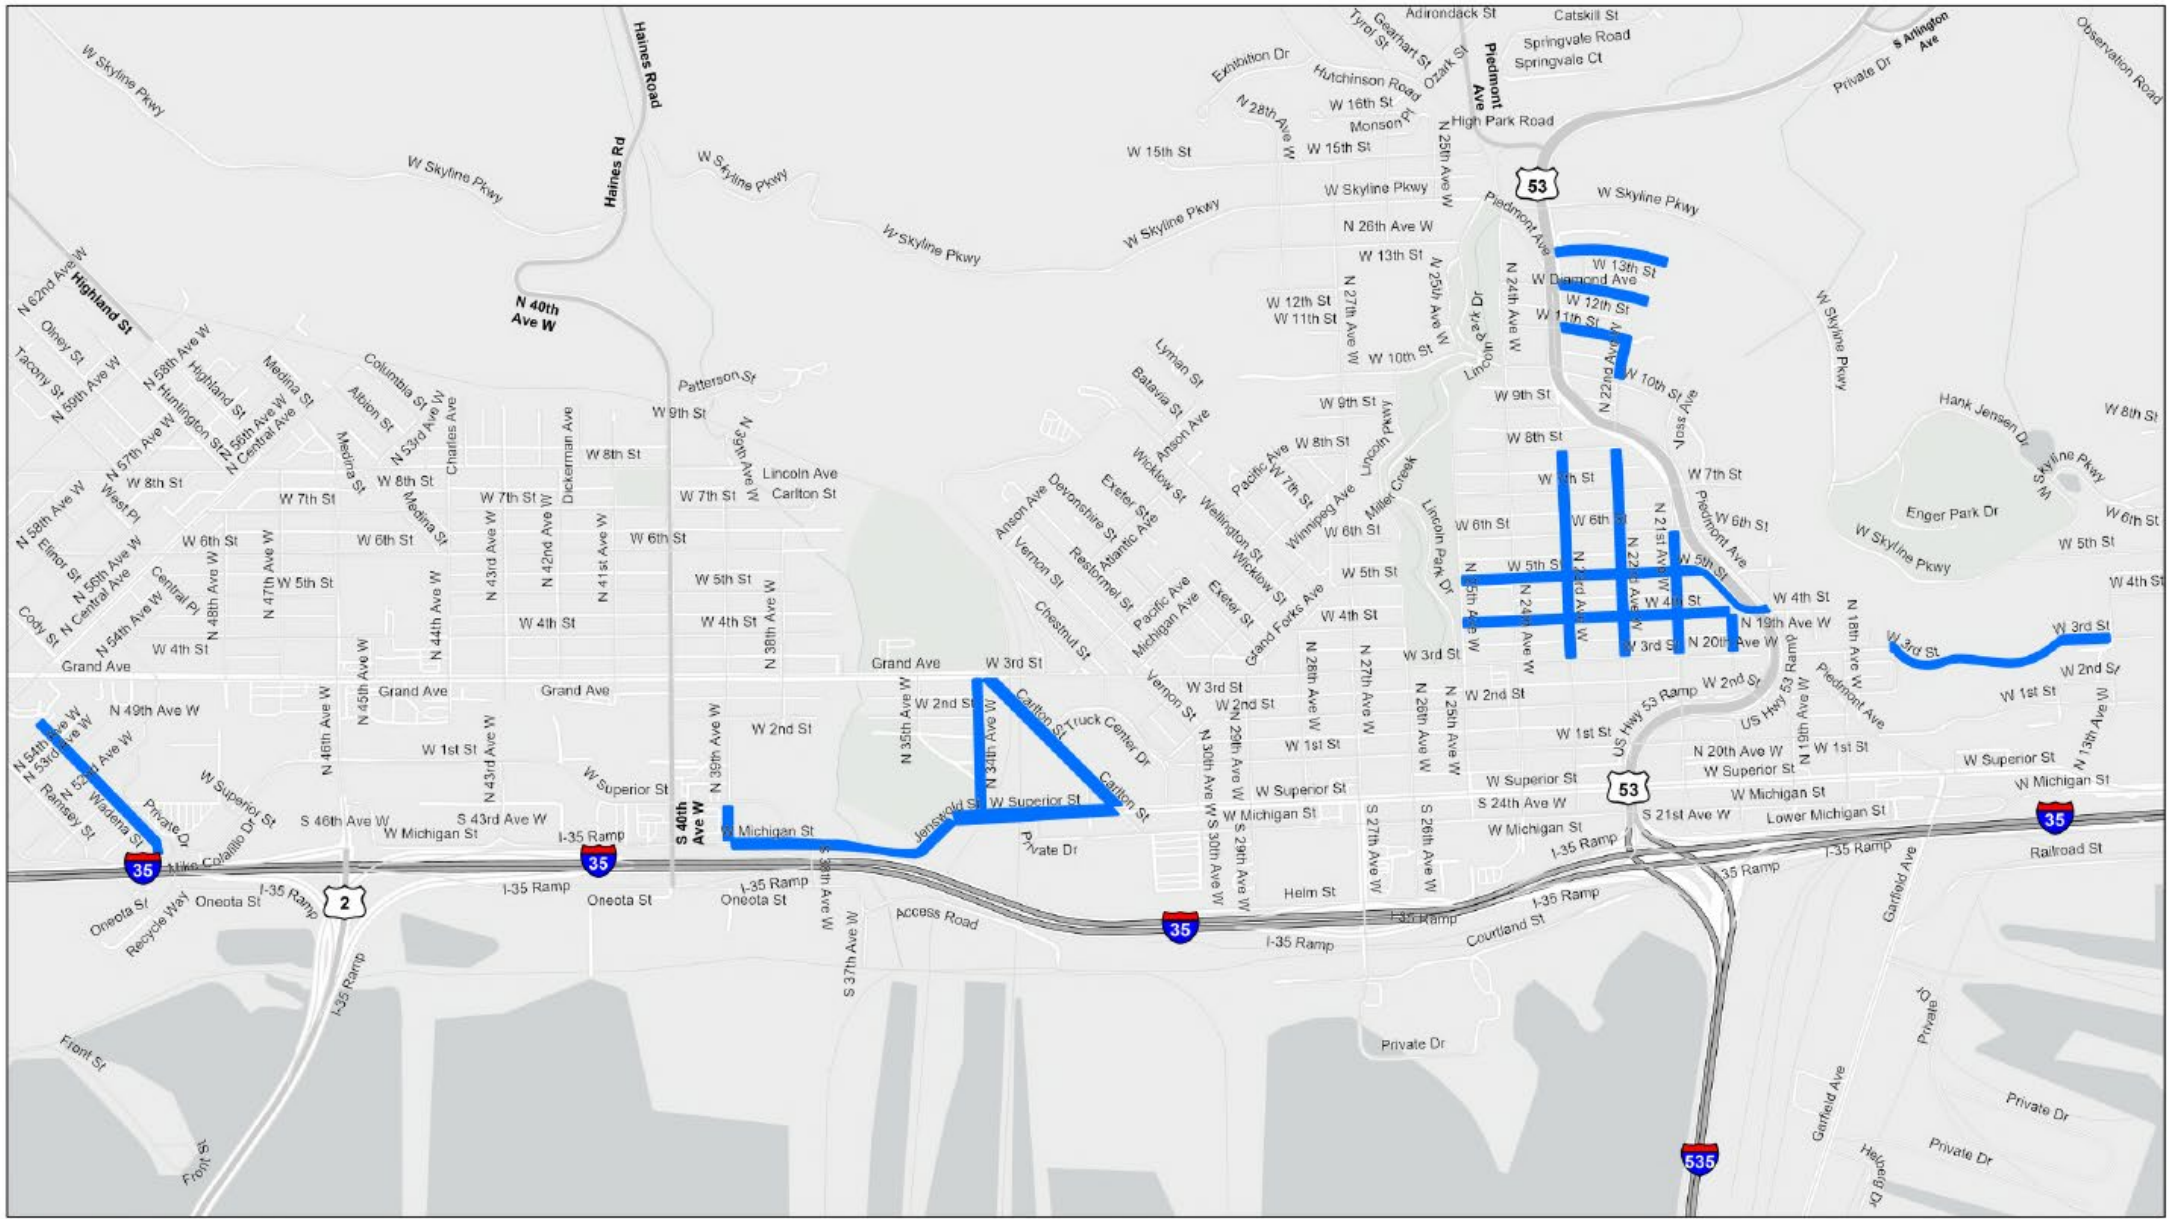 Adirondack St
Catskill St
S Arlington
Ave
Observation Road
Gearhart St
Tyrol St
Springvale Road
Springvale Ct
Haines Road
W Skyline Pkwy
Exhibition Dr
Ozark St
Piedmont
Ave
Private Dr
Hutchinson Road
W 16th St
N 28th Ave W
Monson Pl
High Park Road
N 25th Ave W
W 15th St
W 15th St
Haines Rd
W Skyline Pkwy
W Skyline Pkwy
W Skyline Pkwy
53
W Skyline Pkwy
W Skyline Pkwy
W Skyline Pkwy
Piedmont Ave
N 26th Ave W
W 13th St
N 25th Ave W
W 13th St
W Diamond Ave
N 62nd Ave W
Highland St
N 40th
Ave W
N 27th Ave W
N 24th Ave W
W 12th St
W 11th St
W 12th St
W 11th St
Lincoln Park Dr
W Skyline Pkwy
Olney St
Tacony St
N 59th Ave W
N 58th Ave W
Highland St
Huntington St
Medina St
Columbia St
Albion St
N 53rd Ave W
Charles Ave
Patterson St
Lyman St
Batavia St
W 10th St
N 22nd Ave W
W 10th St
Voss Ave
W 9th St
N 39th Ave W
Anson Ave
W 9th St
Lincoln Pkwy
W 9th St
Hank Jensen Dr
W 8th St
N 57th Ave W
N 56th Ave W
N Central Ave
Medina St
Dickerman Ave
W 8th St
W 8th St
W 8th St
Lincoln Ave
Carlton St
Wicklow St
Pacific Ave
W 8th St
W 7th St
W 8th St
W 7th St
W 7th St
W Skyline Pkwy
N 58th Ave W
West Pl
W 7th St
Medina St
W 7th St
W 7th St
Anson Ave
Devonshire St
Exeter St
Wellington St
Winnipeg Ave
Miller Creek
Lincoln Park Dr
Piedmont Ave
Enger Park Dr
W 6th St
Elinor St
N 56th Ave W
W 6th St
N 47th Ave W
W 6th St
N 43rd Ave W
N 42nd Ave W
N 41st Ave W
W 6th St
Atlantic Ave
W 6th St
W 6th St
W 6th St
N 21st Ave W
W 6th St
W Skyline Pkwy
W 5th St
N Central Ave
Central Pl
N 48th Ave W
W 5th St
N 44th Ave W
W 5th St
N 38th Ave W
Vernon St
Restormel St
Wicklow St
W 5th St
W 5th St
W 5th St
W 4th St
Cody St
N 54th Ave W
W 4th St
W 4th St
W 4th St
Chestnut St
Pacific Ave
Michigan Ave
Exeter St
Grand Forks Ave
W 4th St
N 25th Ave W
N 24th Ave W
N 23rd Ave W
N 22nd Ave W
W 4th St
W 4th St
N 19th Ave W
N 18th Ave W
Grand Ave
N 45th Ave W
Grand Ave
Grand Ave
Grand Ave
W 3rd St
N 28th Ave W
N 27th Ave W
W 3rd St
W 3rd St
N 20th Ave W
W 3rd St
W 3rd St
W 2nd St
N 49th Ave W
N 46th Ave W
N 43rd Ave W
N 39th Ave W
W 2nd St
N 35th Ave W
W 2nd St
N 34th Ave W
Carlton St
Truck Center Dr
Vernon St
W 3rd St
W 2nd St
N 26th Ave W
N 25th Ave W
W 2nd St
W 2nd St
US Hwy 53 Ramp
US Hwy 53 Ramp
Piedmont Ave
W 1st St
N 13th Ave W
N 54th Ave W
N 53rd Ave W
N 52nd Ave W
W 1st St
N 30th Ave W
N 29th Ave W
W 1st St
W 1st St
N 20th Ave W
N 19th Ave W
W 1st St
W Superior St
Ramsey St
Wadena St
Private Dr
W Superior St
W Superior St
W Superior St
Carlton St
W Superior St
W Superior St
53
W Superior St
W Michigan St
W Michigan St
Mike Colalillo Dr
S 46th Ave W
W Michigan St
S 43rd Ave W
I-35 Ramp
S 40th
Ave W
W Michigan St
Jenswold St
Private Dr
W Michigan St
S 24th Ave W
W Michigan St
S 21st Ave W
Lower Michigan St
35
35
35
I-35 Ramp
I-35 Ramp
I-35 Ramp
Railroad St
Oneota St
Recycle Way
Oneota St
I-35 Ramp
2
I-35 Ramp
Oneota St
I-35 Ramp
Oneota St
S 38th Ave W
S 37th Ave W
Access Road
35
S 30th Ave W
S 29th Ave W
Helm St
S 27th Ave W
S 26th Ave W
I-35 Ramp
I-35 Ramp
I-35 Ramp
Courtland St
Garfield Ave
I-35 Ramp
Front St
Private Dr
Private Dr
Private Dr
Garfield Ave
Front St
535
Helberg Dr
Private Dr